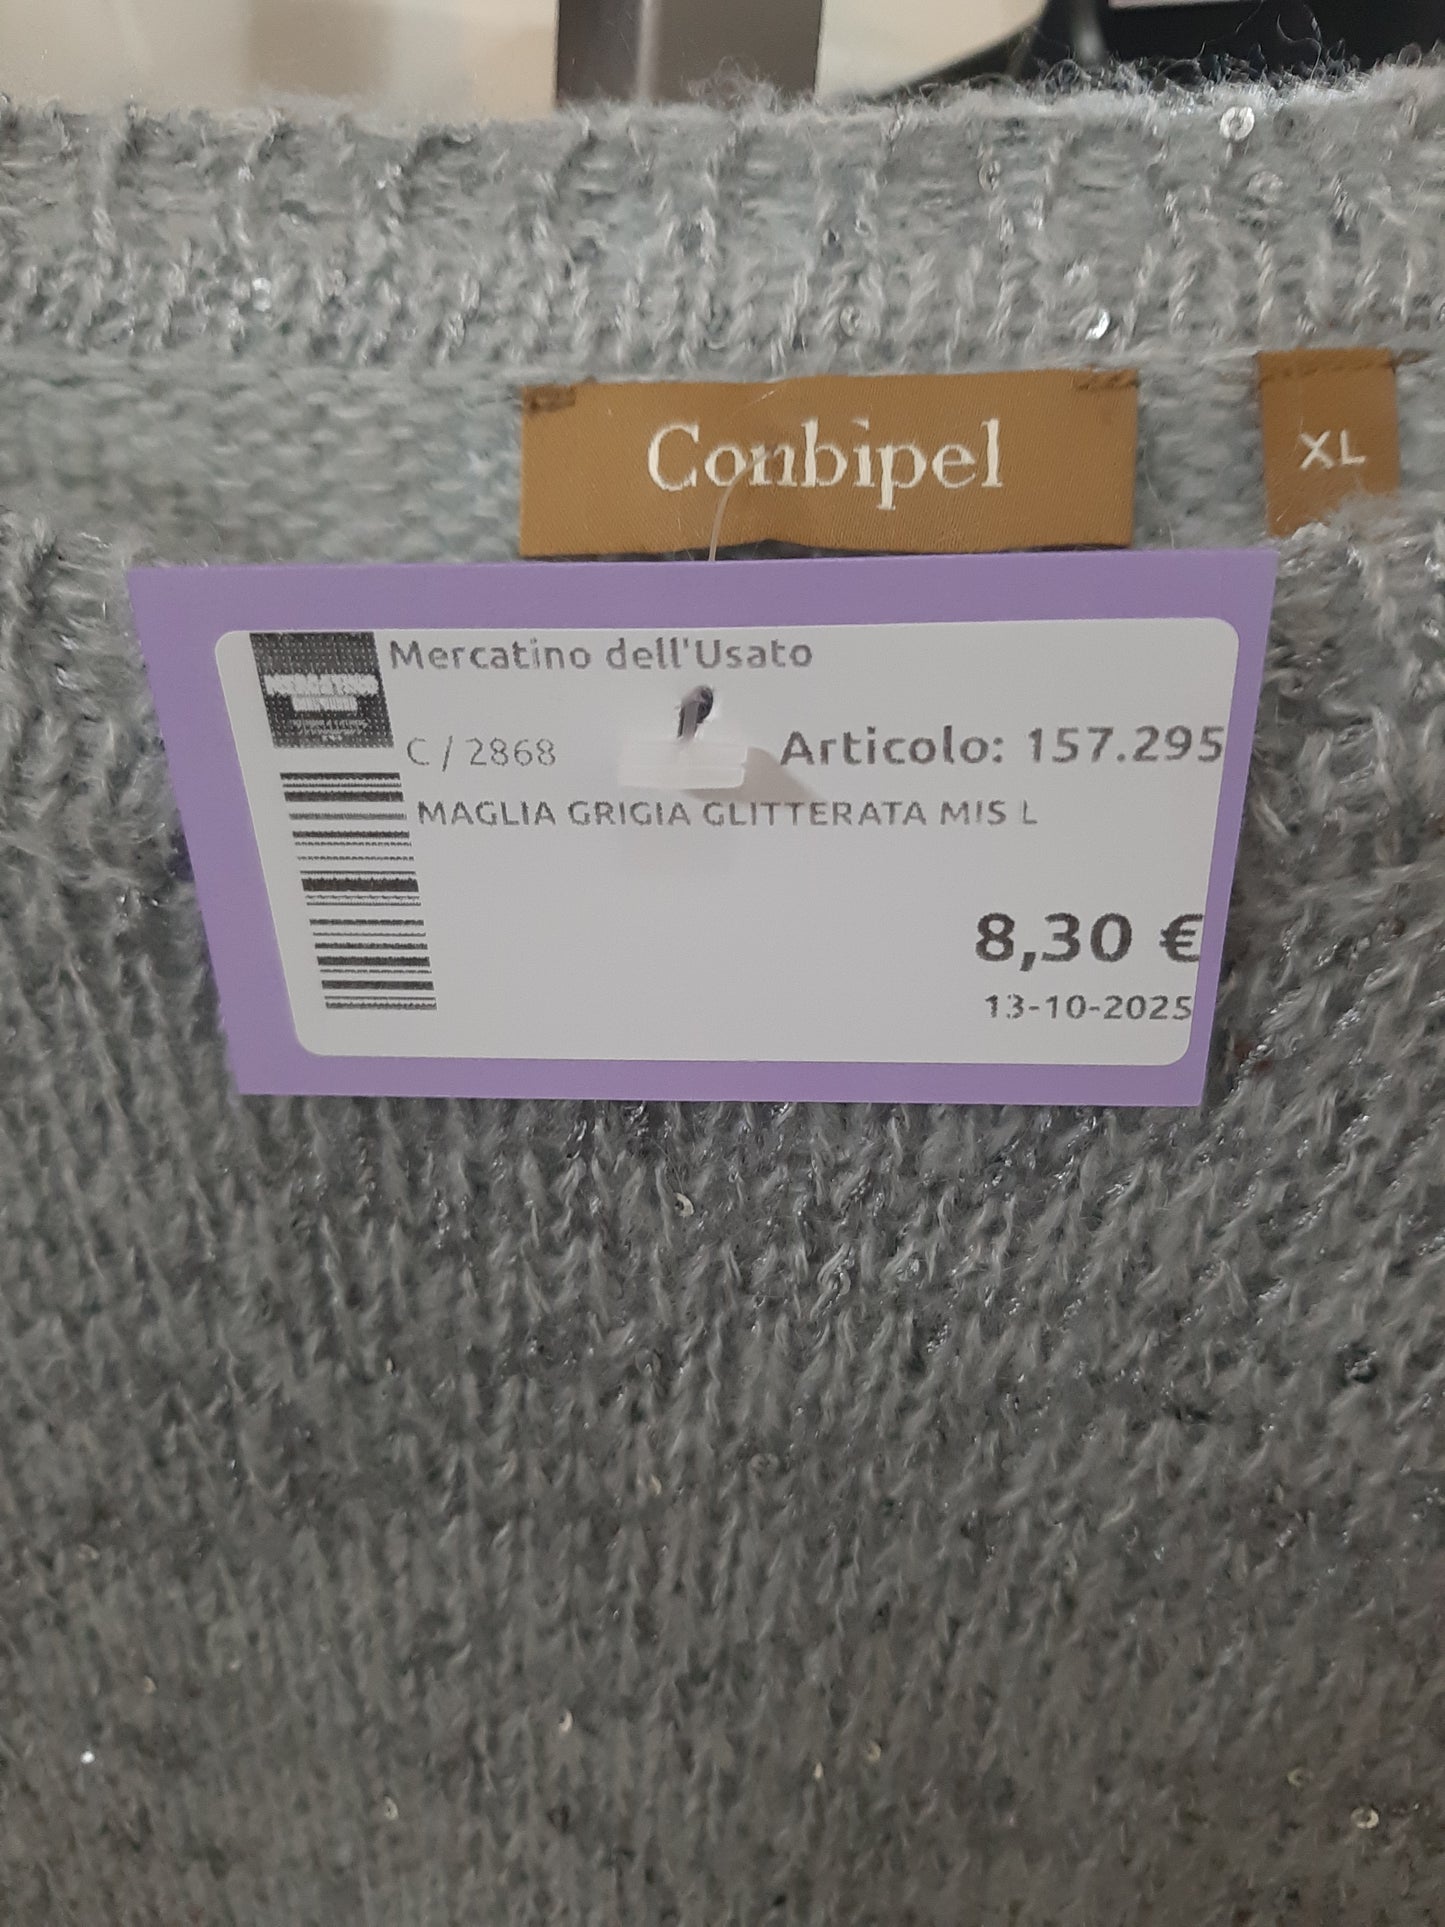 Conbipel
XL
Mercatino dell'Usato
C / 2868
Articolo: 157.295
MAGLIA GRIGIA GLITTERATA MIS L
8,30 €
13-10-2025